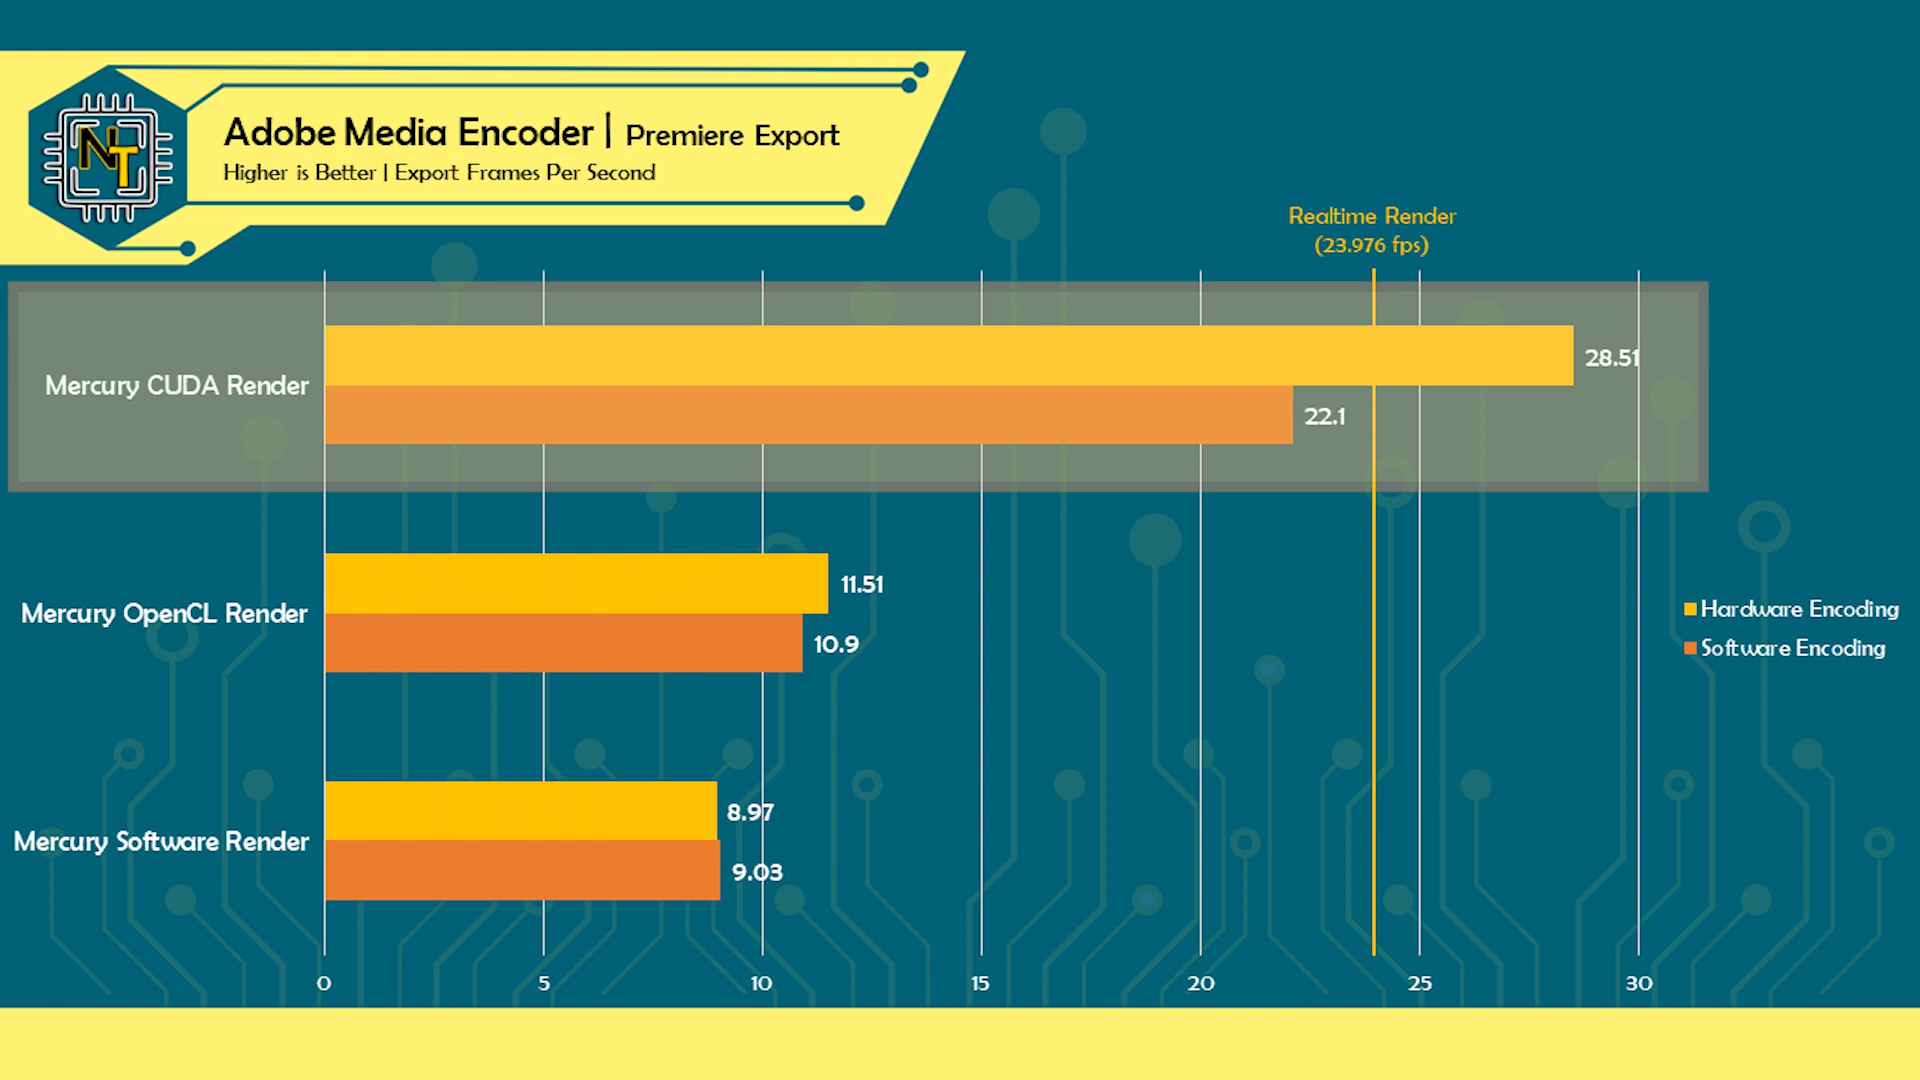 NT
Adobe Media Encoder | Premiere Export
Higher is Better | Export Frames Per Second
Realtime Render
(23.976 fps)
Mercury CUDA Render
28.51
22.1
Mercury OpenCL Render
11.51
10.9
Hardware Encoding
Software Encoding
Mercury Software Render
8.97
9.03
0 5 10 15 20 25 30